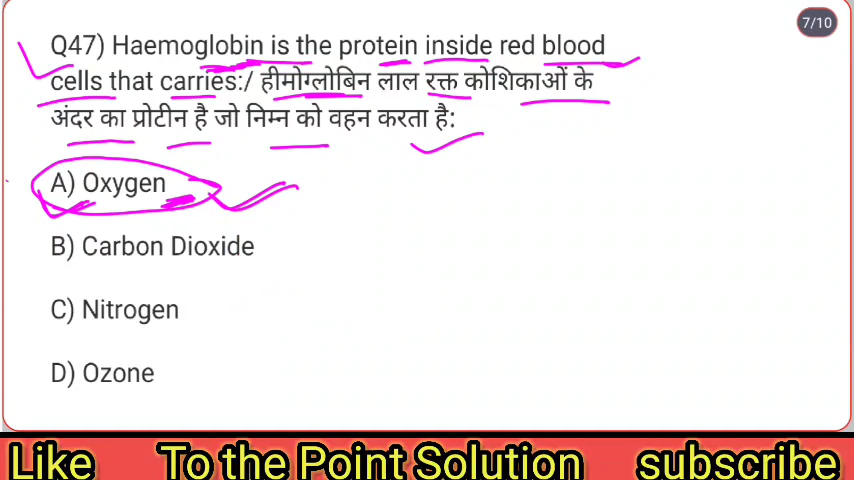 7/10
Q47) Haemoglobin is the protein inside red blood
cells that carries:/ हीमोग्लोबिन लाल रक्त कोशिकाओं के
अंदर का प्रोटीन है जो निम्न को वहन करता है:
A) Oxygen
B) Carbon Dioxide
C) Nitrogen
D) Ozone
Like To the Point Solution subscribe